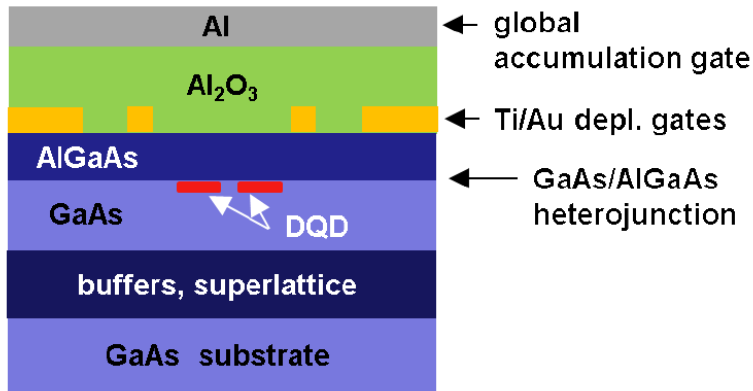 Al
global
accumulation gate
Al₂O₃
Ti/Au depl. gates
AlGaAs
GaAs/AlGaAs
heterojunction
GaAs
DQD
buffers, superlattice
GaAs substrate